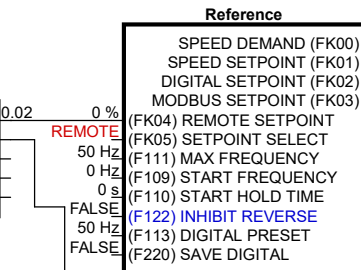 Reference
SPEED DEMAND (FK00)
SPEED SETPOINT (FK01)
DIGITAL SETPOINT (FK02)
MODBUS SETPOINT (FK03)
0.02 0 % (FK04) REMOTE SETPOINT
REMOTE (FK05) SETPOINT SELECT
50 Hz (F111) MAX FREQUENCY
0 Hz (F109) START FREQUENCY
0 s (F110) START HOLD TIME
FALSE (F122) INHIBIT REVERSE
50 Hz (F113) DIGITAL PRESET
FALSE (F220) SAVE DIGITAL